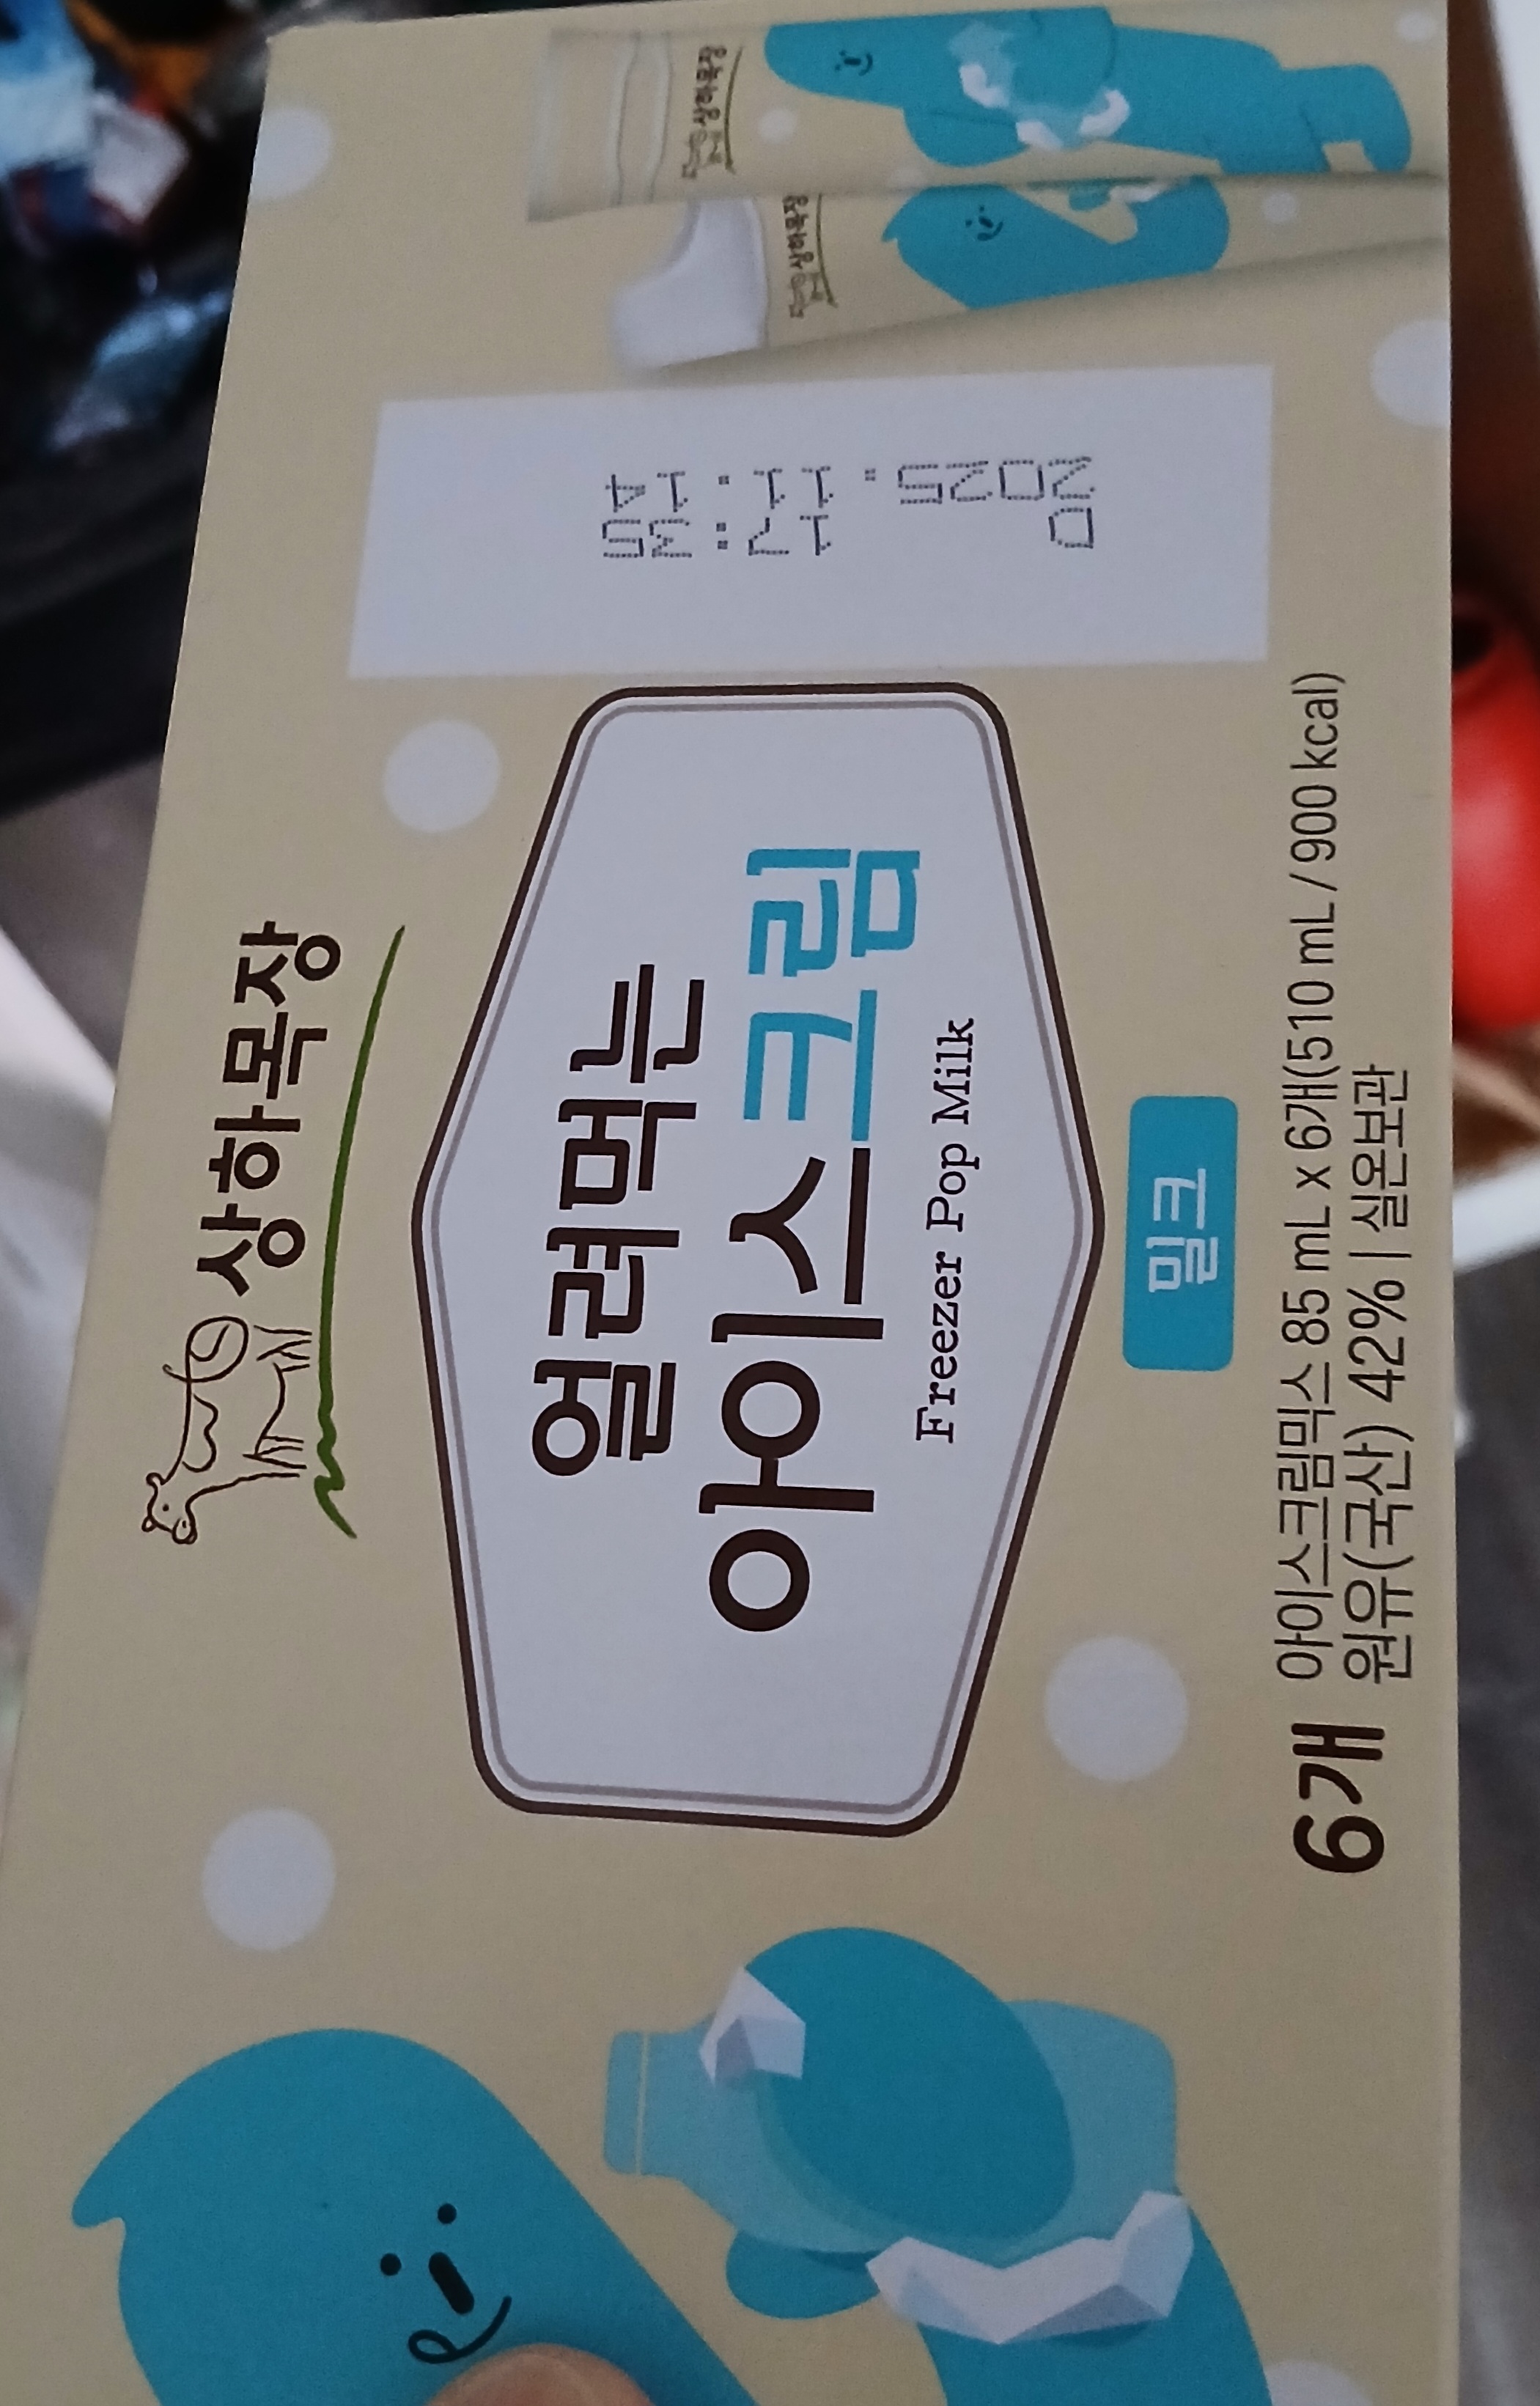 상하목장
상하목장
2025.11.14
D 17:35
상하목장
얼려먹는
아이스크림
Freezer Pop Milk
밀크
6개 아이스크림믹스 85 mL x 6개(510 mL / 900 kcal)
원유(국산) 42% | 실온보관